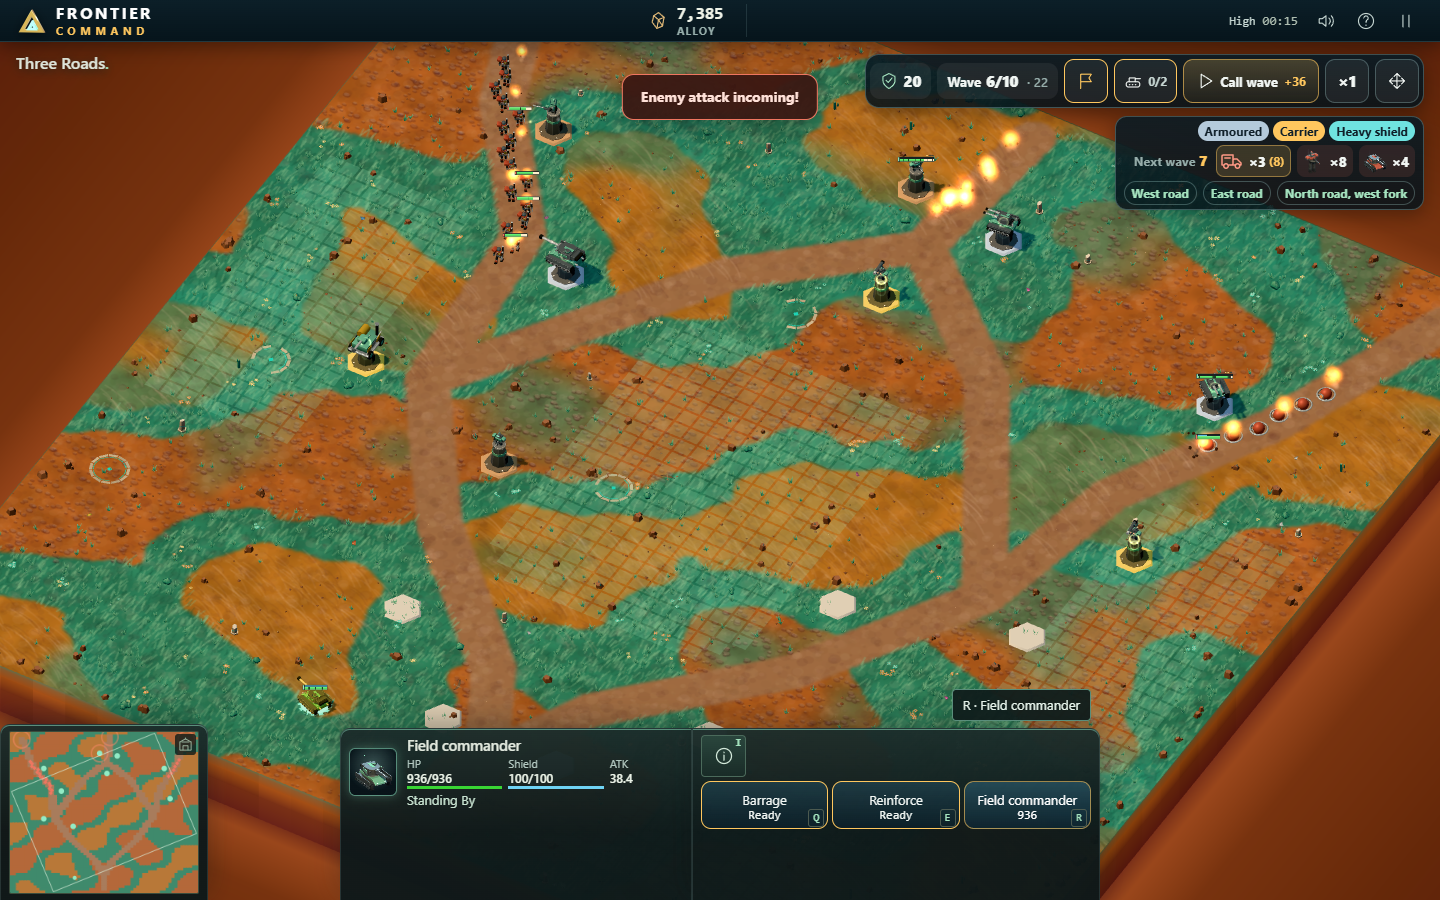 FRONTIER
COMMAND
7,385
ALLOY
High 00:15
Three Roads.
Enemy attack incoming!
20
Wave 6/10 · 22
0/2
Call wave +36
×1
Armoured
Carrier
Heavy shield
Next wave 7
×3 (8)
×8
×4
West road
East road
North road, west fork
R · Field commander
Field commander
HP
Shield
ATK
936/936
100/100
38.4
Standing By
I
Barrage
Ready
Q
Reinforce
Ready
E
Field commander
936
R